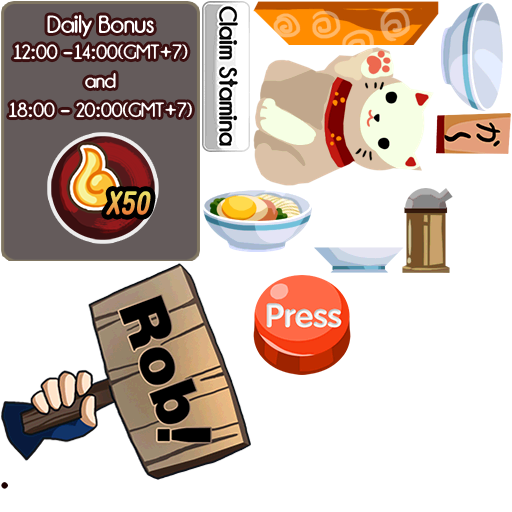 Daily Bonus
12:00 -14:00(GMT+7)
and
18:00 - 20:00(GMT+7)
X50
Claim Stamina
Press
Rob!